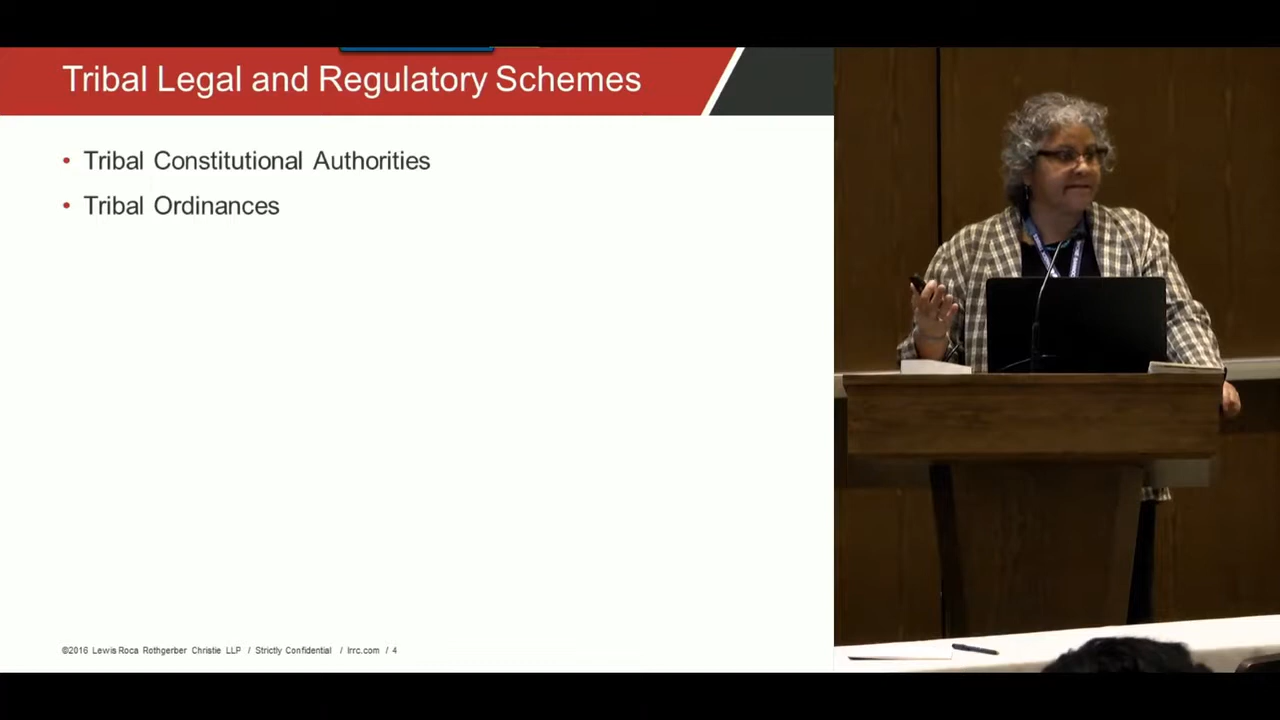 Tribal Legal and Regulatory Schemes
• Tribal Constitutional Authorities
• Tribal Ordinances
©2016 Lewis Roca Rothgerber Christie LLP / Strictly Confidential / lrrc.com / 4